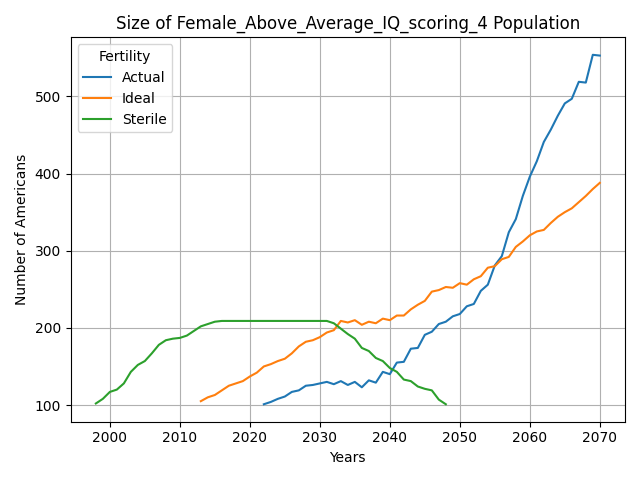 Size of Female_Above_Average_IQ_scoring_4 Population
Fertility
Actual
Ideal
Sterile
Number of Americans
500
400
300
200
100
2000 2010 2020 2030 2040 2050 2060 2070
Years